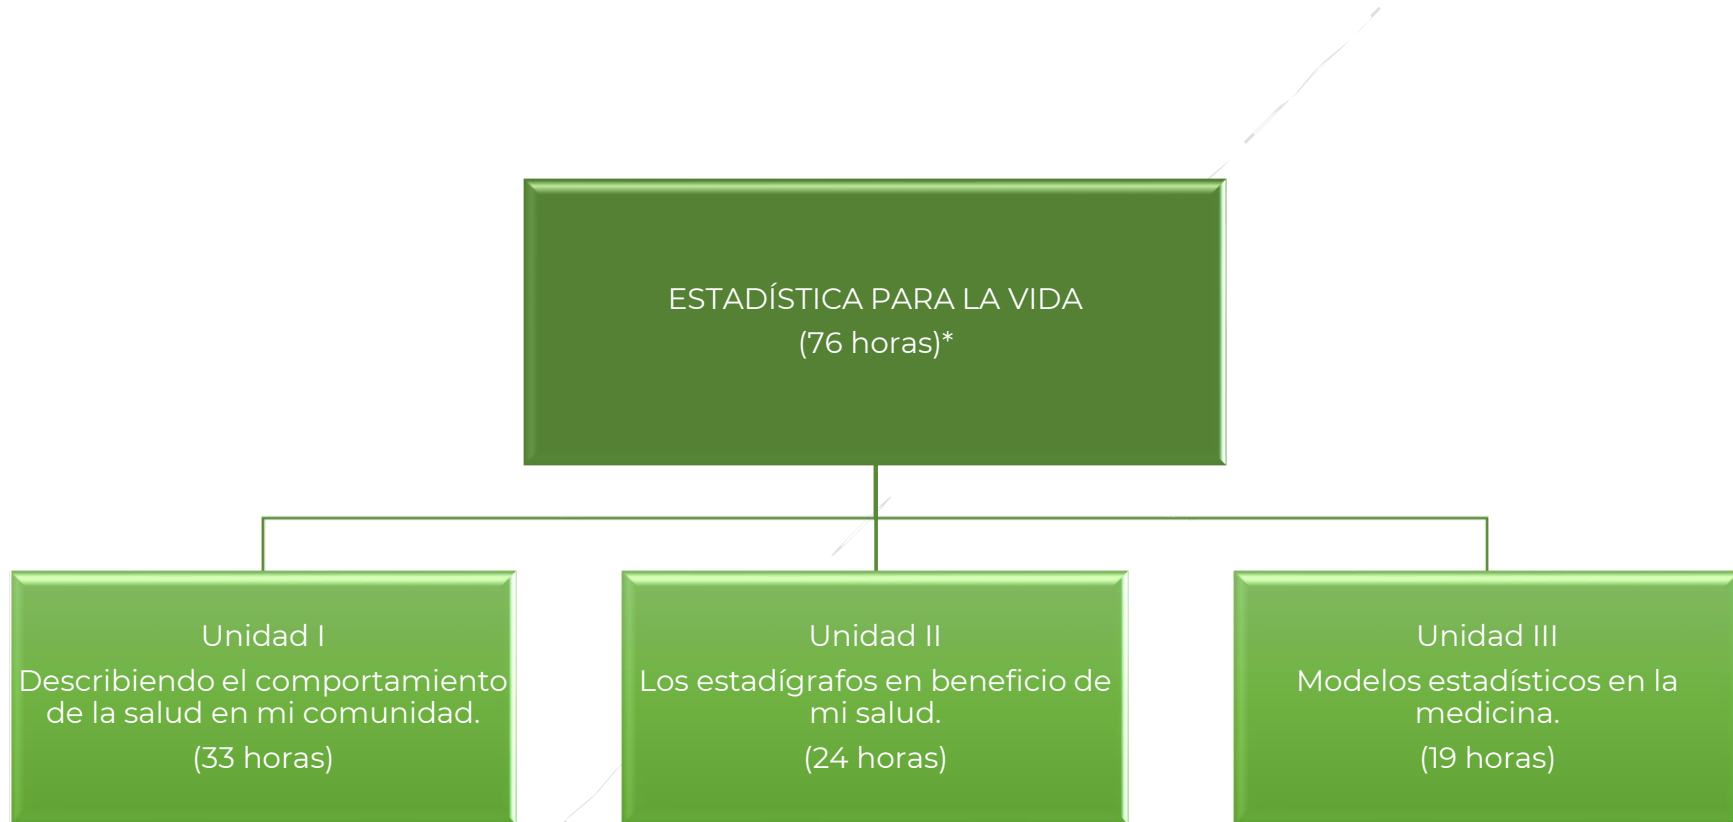 ESTADÍSTICA PARA LA VIDA
(76 horas)*
Unidad I
Describiendo el comportamiento
de la salud en mi comunidad.
(33 horas)
Unidad II
Los estadígrafos en beneficio de
mi salud.
(24 horas)
Unidad III
Modelos estadísticos en la
medicina.
(19 horas)